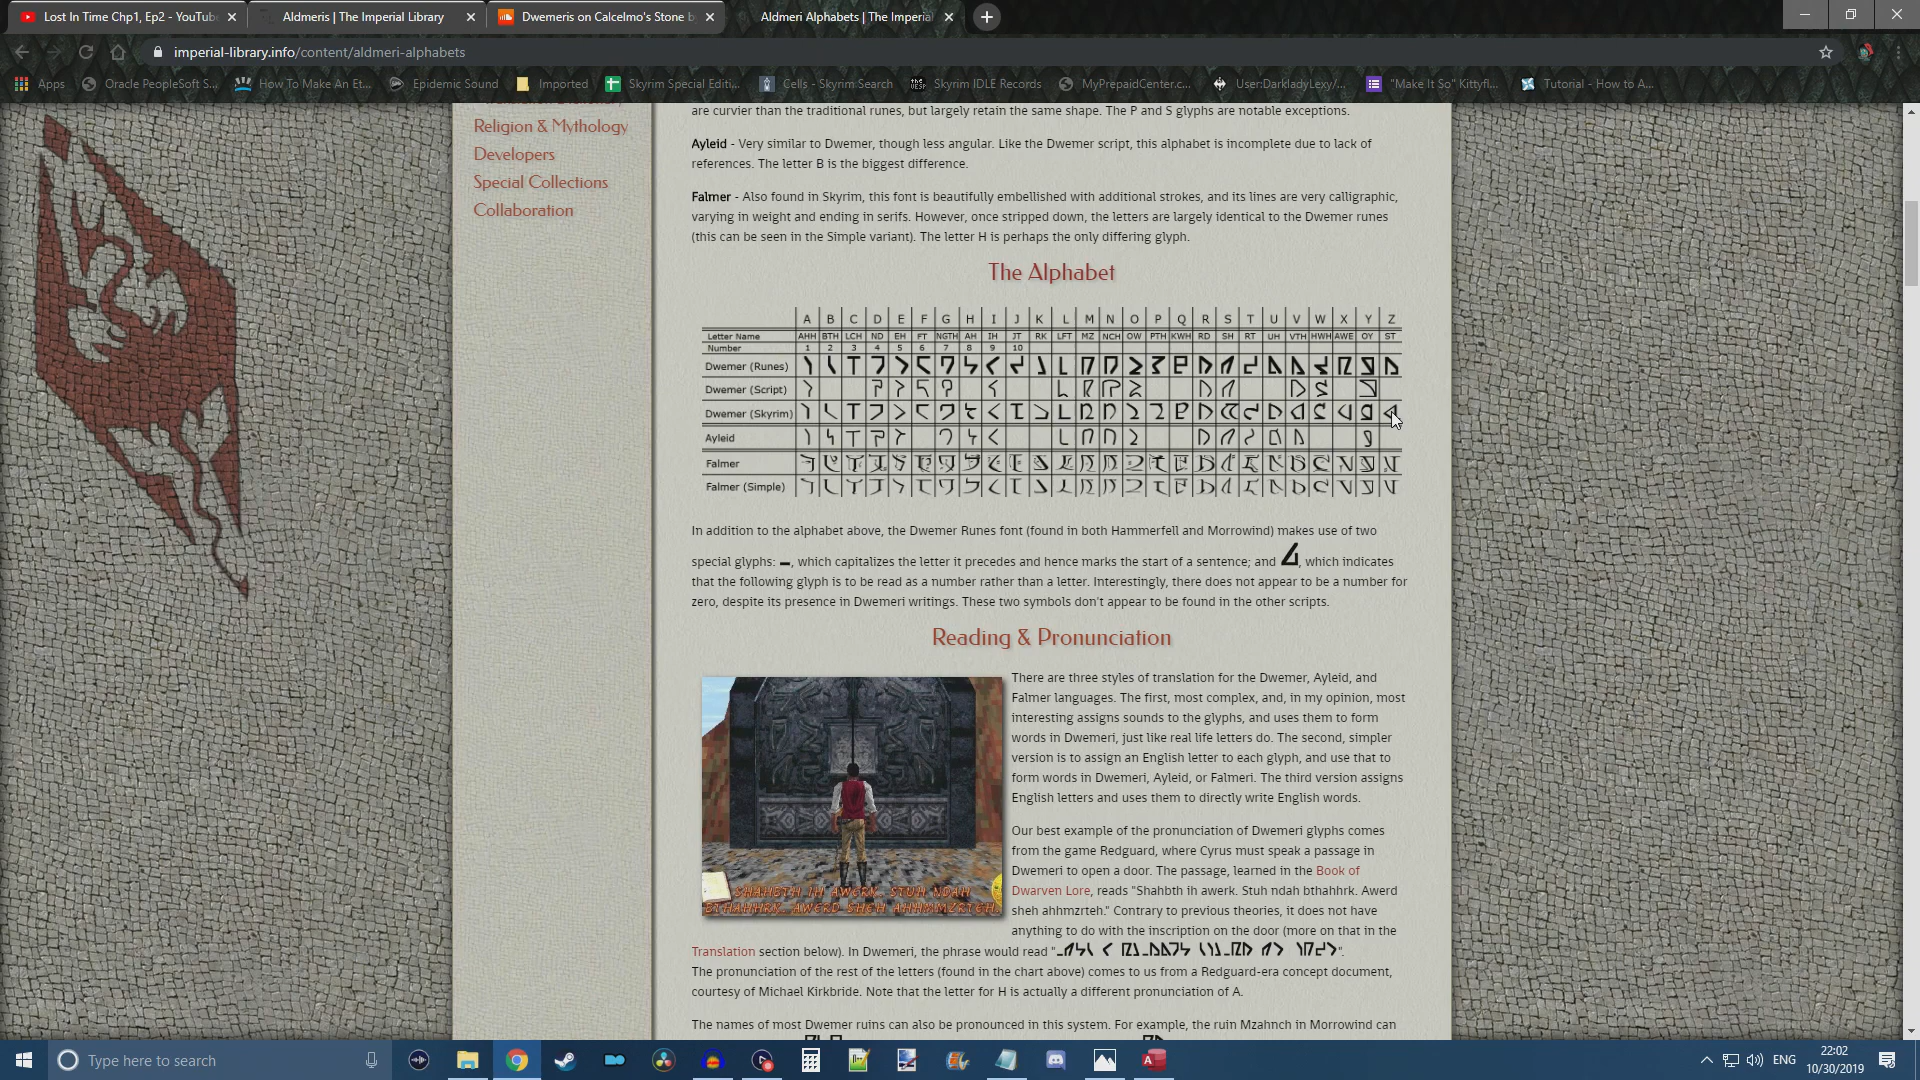 Lost In Time Chp1, Ep2 - YouTub
Aldmeris | The Imperial Library
Dwemeris on Calcelmo's Stone b
Aldmeri Alphabets | The Imperial
imperial-library.info/content/aldmeri-alphabets
Apps
Oracle PeopleSoft S...
How To Make An Et...
Epidemic Sound
Imported
Skyrim Special Editi...
Cells - Skyrim Search
Skyrim IDLE Records
MyPrepaidCenter.c...
User:DarkladyLexy/...
"Make It So" Kittyfl...
Tutorial - How to A...
Religion & Mythology
Developers
Special Collections
Collaboration
are curvier than the traditional runes, but largely retain the same shape. The P and S glyphs are notable exceptions.
Ayleid - Very similar to Dwemer, though less angular. Like the Dwemer script, this alphabet is incomplete due to lack of
references. The letter B is the biggest difference.
Falmer - Also found in Skyrim, this font is beautifully embellished with additional strokes, and its lines are very calligraphic,
varying in weight and ending in serifs. However, once stripped down, the letters are largely identical to the Dwemer runes
(this can be seen in the Simple variant). The letter H is perhaps the only differing glyph.
The Alphabet
A B C D E F G H I J K L M N O P Q R S T U V W X Y Z
Letter Name AHH BTH LCH ND EH FT NGTH AH IH JT RK LFT MZ NCH OW PTH KWH RD SH RT UH VTH HWH AWE OY ST
Number 1 2 3 4 5 6 7 8 9 10
Dwemer (Runes)
Dwemer (Script)
Dwemer (Skyrim)
Ayleid
Falmer
Falmer (Simple)
In addition to the alphabet above, the Dwemer Runes font (found in both Hammerfell and Morrowind) makes use of two
special glyphs: , which capitalizes the letter it precedes and hence marks the start of a sentence; and , which indicates
that the following glyph is to be read as a number rather than a letter. Interestingly, there does not appear to be a number for
zero, despite its presence in Dwemeri writings. These two symbols don't appear to be found in the other scripts.
Reading & Pronunciation
There are three styles of translation for the Dwemer, Ayleid, and
Falmer languages. The first, most complex, and, in my opinion, most
interesting assigns sounds to the glyphs, and uses them to form
words in Dwemeri, just like real life letters do. The second, simpler
version is to assign an English letter to each glyph, and use that to
form words in Dwemeri, Ayleid, or Falmeri. The third version assigns
English letters and uses them to directly write English words.
Our best example of the pronunciation of Dwemeri glyphs comes
from the game Redguard, where Cyrus must speak a passage in
Dwemeri to open a door. The passage, learned in the Book of
Dwarven Lore, reads "Shahbth ih awerk. Stuh ndah bthahhrk. Awerd
sheh ahhmzrteh." Contrary to previous theories, it does not have
anything to do with the inscription on the door (more on that in the
SHAHBTH IH AWERK. STUH NDAH
BTHAHHRK. AWERD SHEH AHHMMZRTEH.
Translation section below). In Dwemeri, the phrase would read " ".
The pronunciation of the rest of the letters (found in the chart above) comes to us from a Redguard-era concept document,
courtesy of Michael Kirkbride. Note that the letter for H is actually a different pronunciation of A.
The names of most Dwemer ruins can also be pronounced in this system. For example, the ruin Mzahnch in Morrowind can
Type here to search
ENG
22:02
10/30/2019